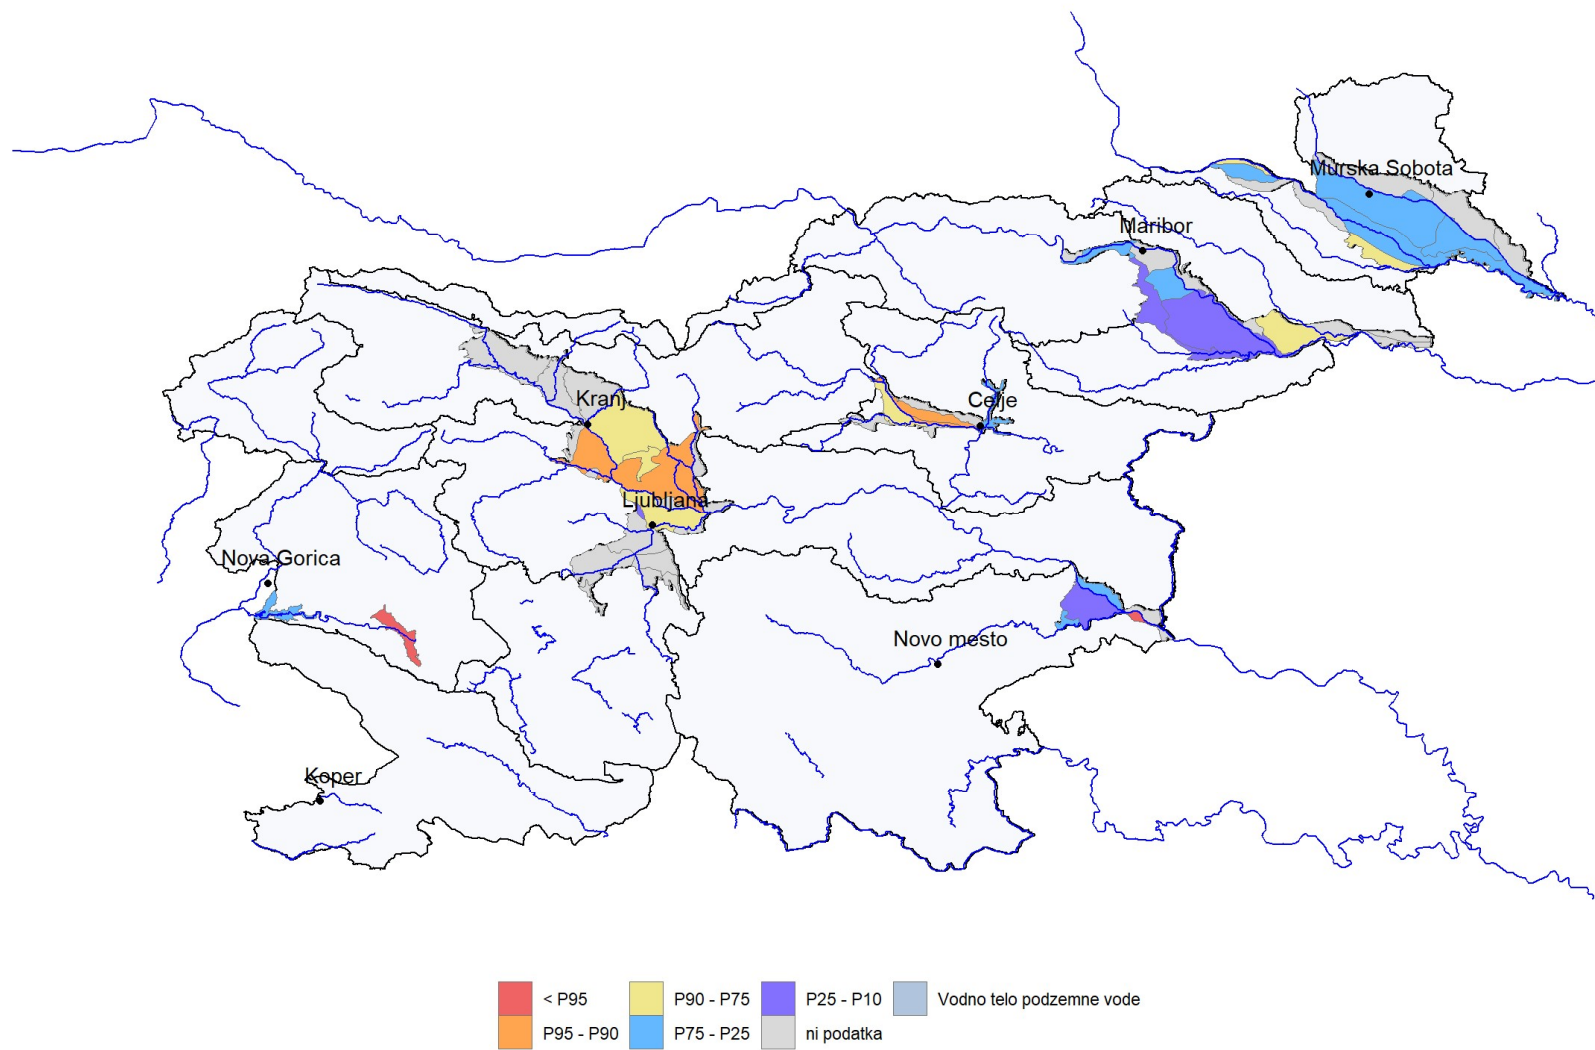 Murska Sobota
Maribor
Kranj
Celje
Ljubljana
Nova Gorica
Novo mesto
Koper
< P95
P90 - P75
P25 - P10
Vodno telo podzemne vode
P95 - P90
P75 - P25
ni podatka